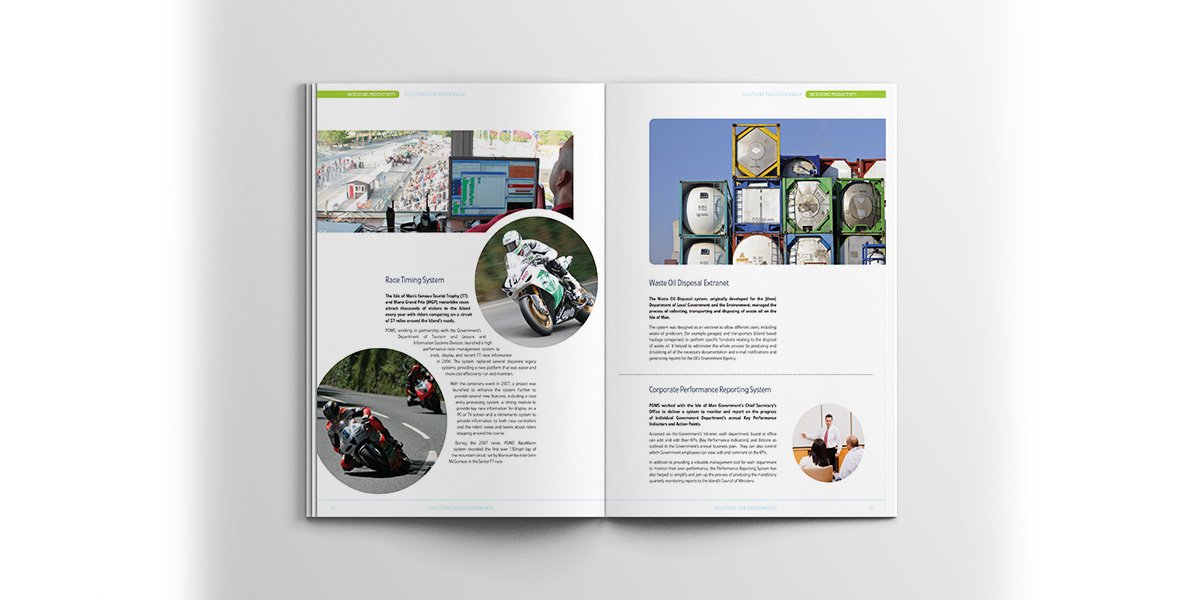 INCREASING PRODUCTIVITY SOLUTIONS FOR GOVERNMENT
Race Timing System
The Isle of Man's famous Tourist Trophy (TT)
and Manx Grand Prix (MGP) motorbike races
attract thousands of visitors to the Island
every year with riders competing on a circuit
of 37 miles around the Island's roads.
PDMS, working in partnership with the Government's
Department of Tourism and Leisure and
Information Systems Division, launched a high
performance race management system to
track, display and record TT race information
in 2006. The system replaced several disparate legacy
systems, providing a new platform that was easier and
more cost effective to run and maintain.
With the centenary event in 2007, a project was
launched to enhance the system further to
provide several new features, including a race
entry processing system, a timing module to
provide key race information for display on a
PC or TV screen and a retirements system to
provide information to both race controllers
and the riders' crews and teams about riders
stopping around the course.
During the 2007 races, PDMS' RaceMann
system recorded the first over 130mph lap of
the mountain circuit, set by Morecambe rider John
McGuinness in the Senior TT race.
SOLUTIONS FOR GOVERNMENTS
SOLUTIONS FOR GOVERNMENT INCREASING PRODUCTIVITY
Waste Oil Disposal Extranet
The Waste Oil Disposal system, originally developed for the (then)
Department of Local Government and the Environment, managed the
process of collecting, transporting and disposing of waste oil on the
Isle of Man.
The system was designed as an extranet to allow different users, including
waste oil producers (for example garages) and transporters (Island based
haulage companies) to perform specific functions relating to the disposal
of waste oil. It helped to administer the whole process by producing and
circulating all of the necessary documentation and e-mail notifications and
generating reports for the UK's Environment Agency.
Corporate Performance Reporting System
PDMS worked with the Isle of Man Government's Chief Secretary's
Office to deliver a system to monitor and report on the progress
of individual Government Department's annual Key Performance
Indicators and Action Points.
Accessed via the Government's Intranet, each department, board or office
can add and edit their KPIs (Key Performance Indicators) and Actions as
outlined in the Government's annual business plan. They can also control
which Government employees can view, edit and comment on the KPIs.
In addition to providing a valuable management tool for each department
to monitor their own performance, the Performance Reporting System has
also helped to simplify and join up the process of producing the mandatory
quarterly monitoring reports to the Island's Council of Ministers.
SOLUTIONS FOR GOVERNMENTS